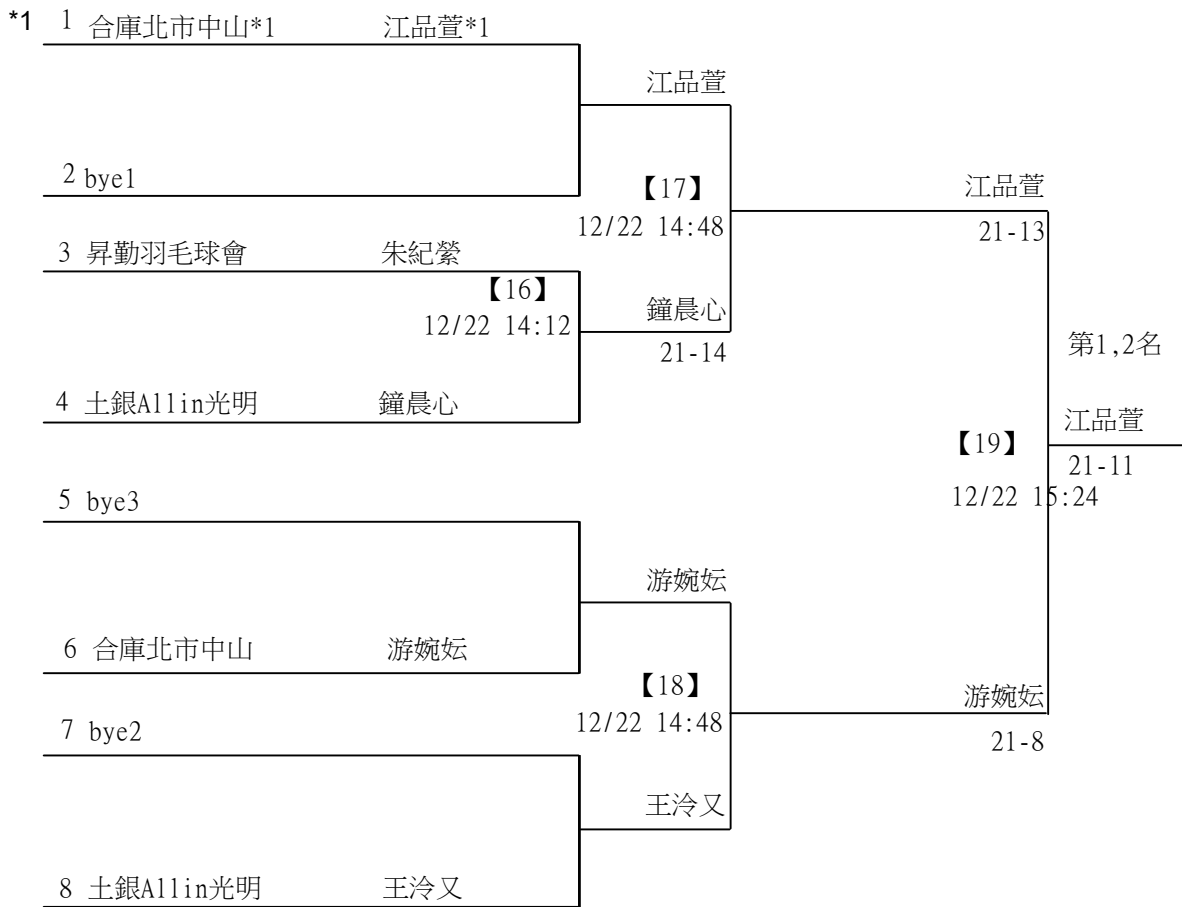 *1 1 合庫北市中山*1 江品萱*1
江品萱
2 bye1
【17】
12/22 14:48
江品萱
21-13
3 昇勤羽毛球會 朱紀縈
【16】
12/22 14:12
鐘晨心
21-14
4 土銀Allin光明 鐘晨心
第1,2名
江品萱
21-11
【19】
12/22 15:24
5 bye3
游婉妘
6 合庫北市中山 游婉妘
【18】
12/22 14:48
游婉妘
21-8
7 bye2
王泠又
8 土銀Allin光明 王泠又